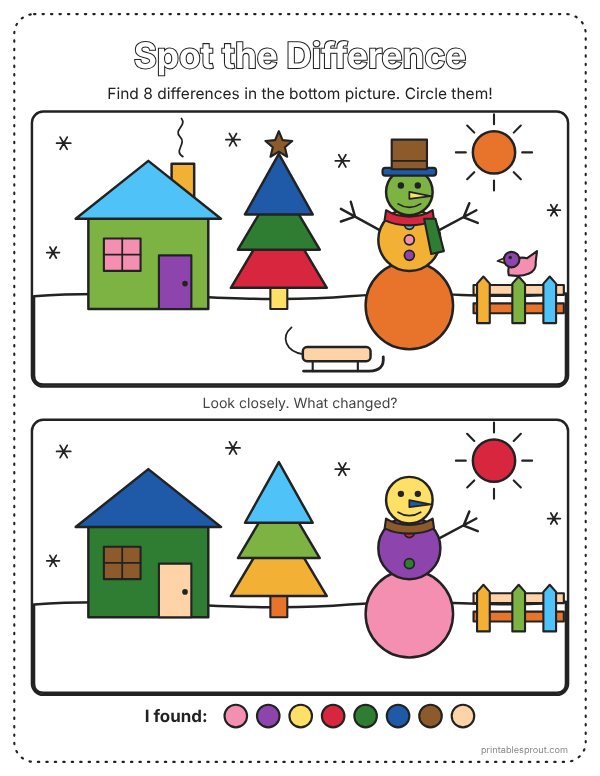 Spot the Difference
Find 8 differences in the bottom picture. Circle them!
Look closely. What changed?
I found:
printablesprout.com